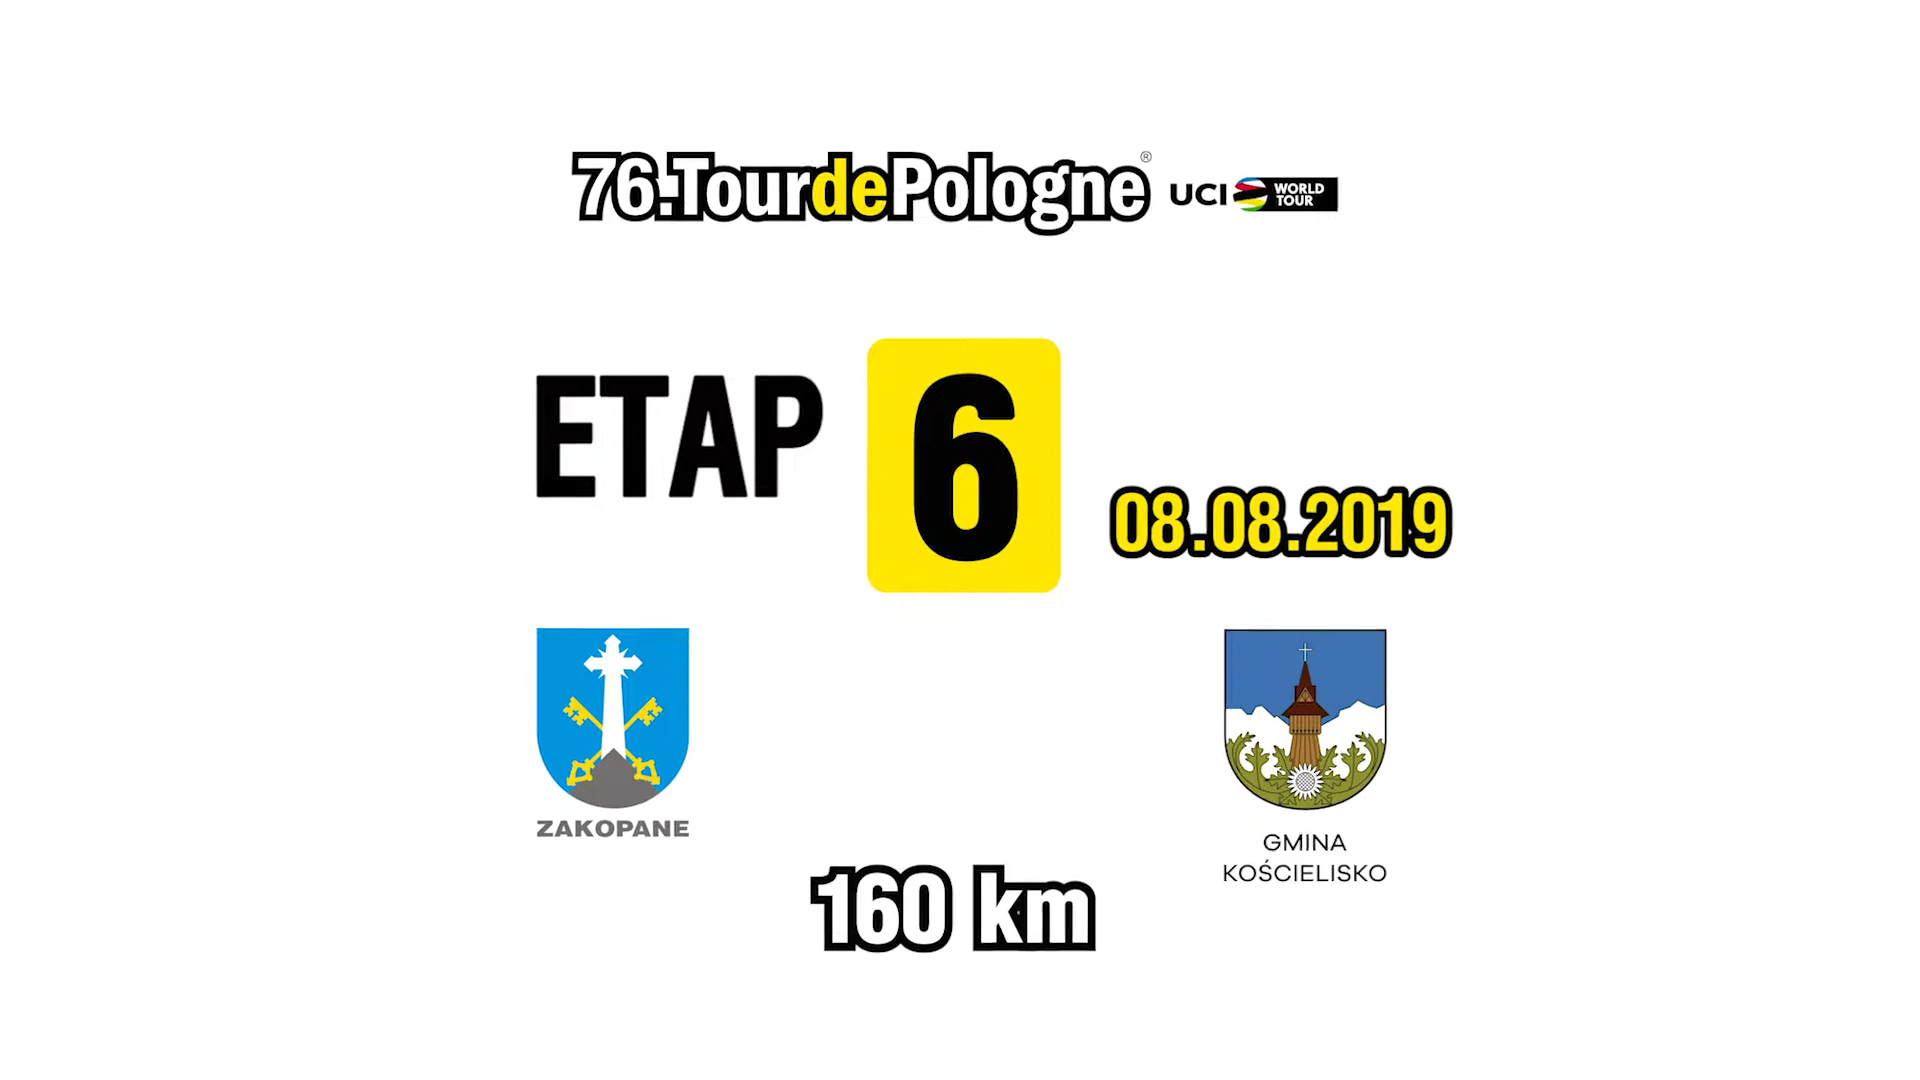 76.TourdePologne® UCI WORLD TOUR
ETAP 6
08.08.2019
ZAKOPANE
GMINA
KOŚCIELISKO
160 km